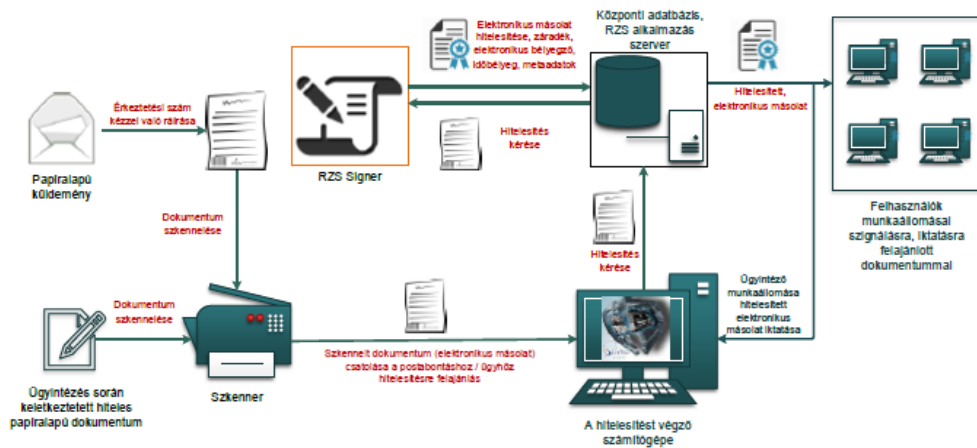 Elektronikus másolat
hitelesítése, záradék,
elektronikus bélyegző,
időbélyeg, metaadatok
Központi adatbázis,
RZS alkalmazás
szerver
Érkeztetési szám
kézzel való ráírása
Hitelesített,
elektronikus másolat
Hitelesítés
kérése
Papíralapú
küldemény
RZS Signer
Felhasználók
munkaállomásai
szignálásra, iktatásra
felajánlott
dokumentummal
Dokumentum
szkennelése
Hitelesítés
kérése
Ügyintéző
munkaállomása
hitelesített
elektronikus
másolat iktatása
Dokumentum
szkennelése
Szkennelt dokumentum (elektronikus másolat)
csatolása a postabontáshoz / ügyhöz
hitelesítésre felajánlás
Ügyintézés során
keletkeztetett hiteles
papíralapú dokumentum
Szkenner
A hitelesítést végző
számítógépe